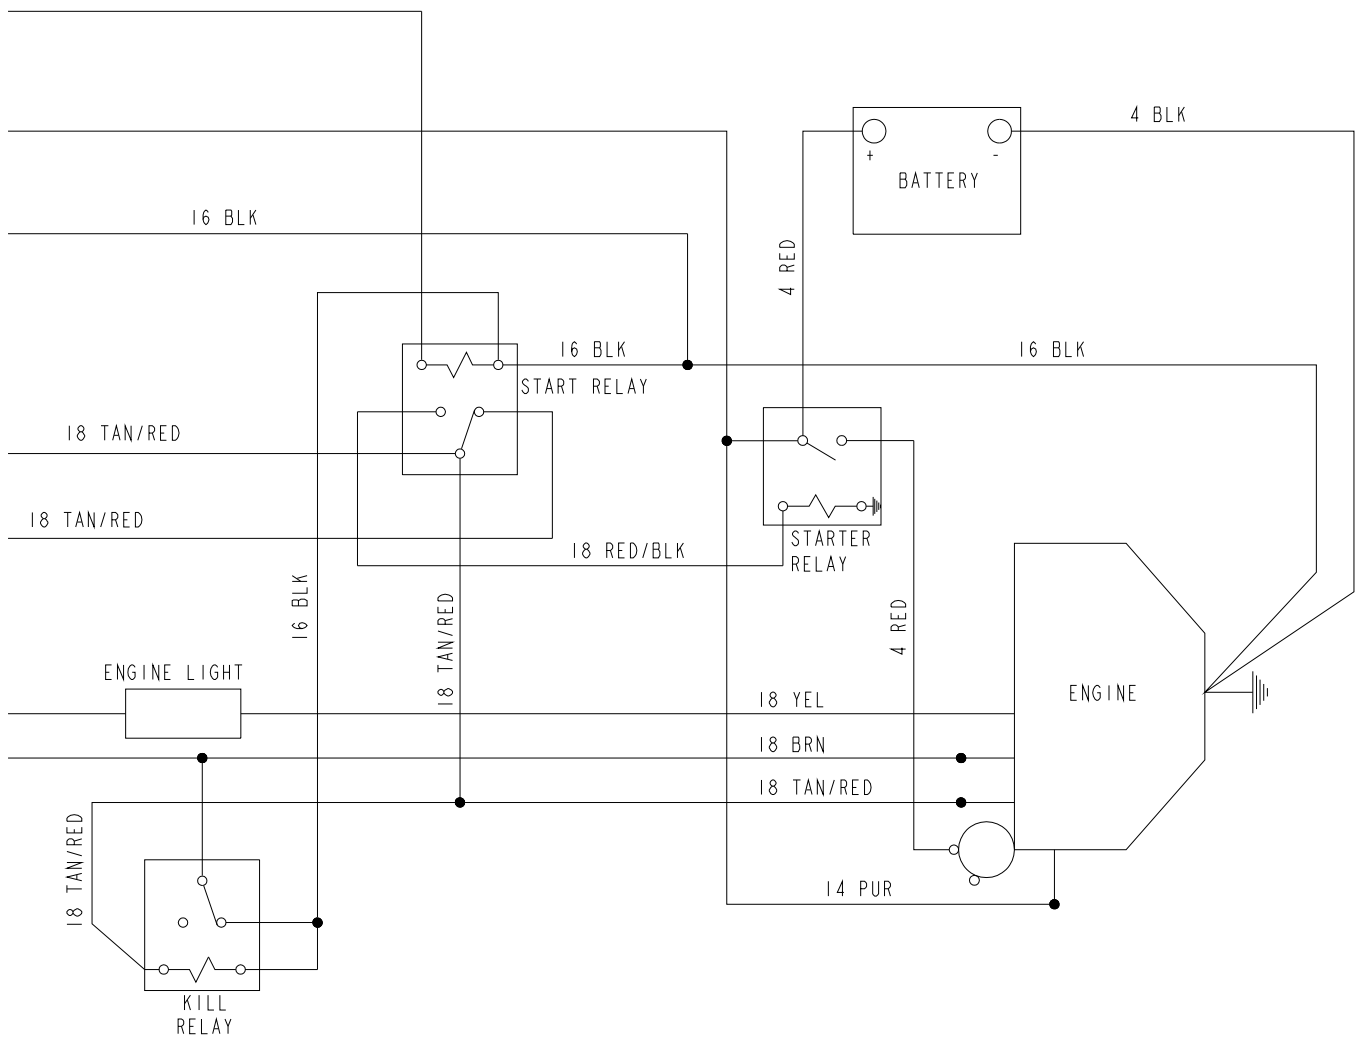 4 BLK
+ -
BATTERY
16 BLK
4 RED
16 BLK
16 BLK
START RELAY
18 TAN/RED
18 TAN/RED
STARTER
RELAY
18 RED/BLK
16 BLK
18 TAN/RED
4 RED
ENGINE LIGHT
18 YEL
ENGINE
18 BRN
18 TAN/RED
18 TAN/RED
14 PUR
KILL
RELAY